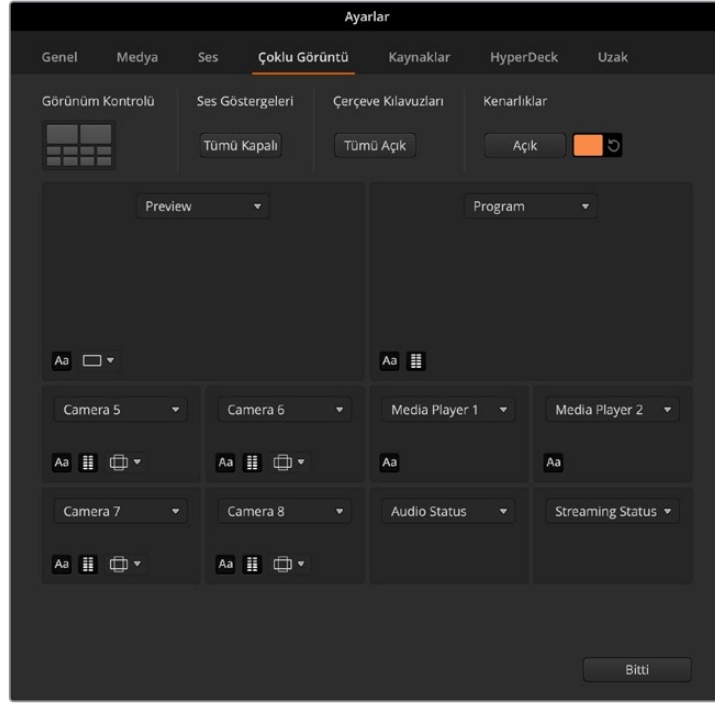 Ayarlar
Genel Medya Ses Çoklu Görüntü Kaynaklar HyperDeck Uzak
Görünüm Kontrolü Ses Göstergeleri Çerçeve Kılavuzları Kenarlıklar
Tümü Kapalı Tümü Açık Açık
Preview Program
Aa Aa
Camera 5 Camera 6 Media Player 1 Media Player 2
Aa Aa Aa Aa
Camera 7 Camera 8 Audio Status Streaming Status
Aa Aa
Bitti